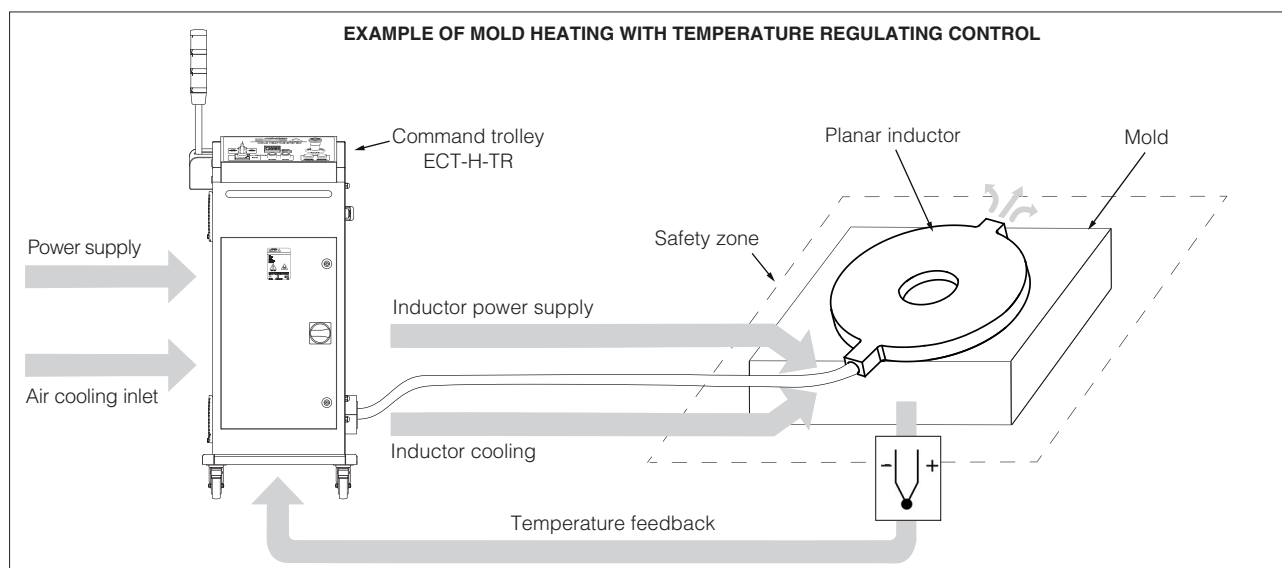 EXAMPLE OF MOLD HEATING WITH TEMPERATURE REGULATING CONTROL
Command trolley
ECT-H-TR
Planar inductor
Mold
Safety zone
Power supply
Inductor power supply
Air cooling inlet
Inductor cooling
- +
Temperature feedback